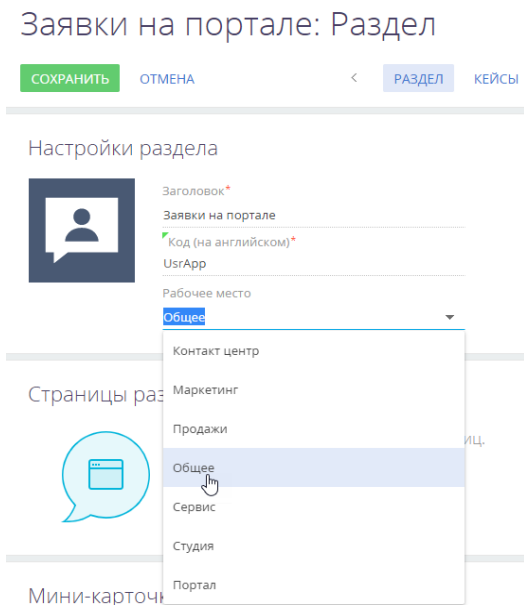 Заявки на портале: Раздел
СОХРАНИТЬ ОТМЕНА < РАЗДЕЛ КЕЙСЫ
Настройки раздела
Заголовок*
Заявки на портале
Код (на английском)*
UsrApp
Рабочее место
Общее
Контакт центр
Маркетинг
Страницы раз
Продажи
иц.
Общее
Сервис
Студия
Портал
Мини-карточк